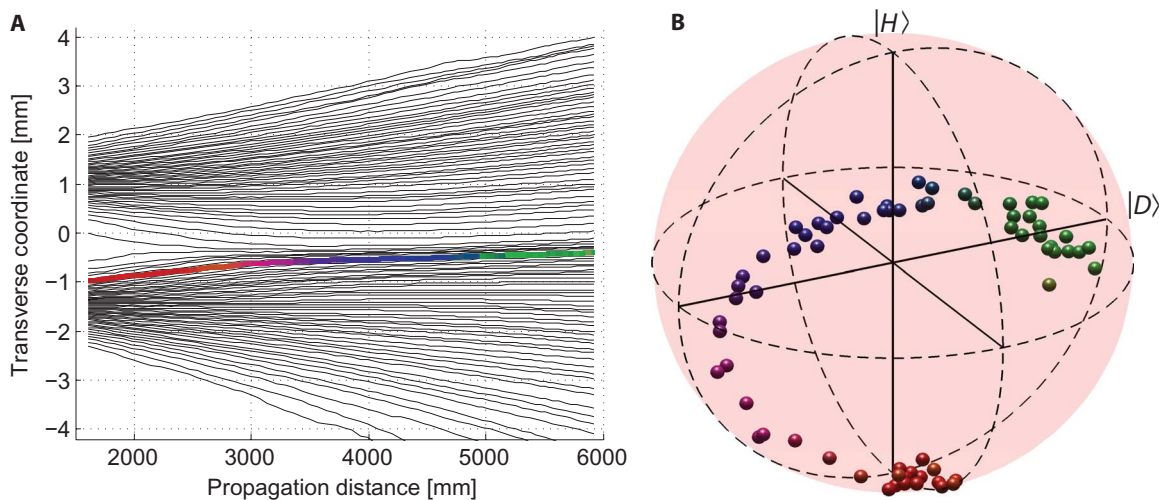 A
B
4
3
2
1
0
−1
−2
−3
−4
Transverse coordinate [mm]
2000 3000 4000 5000 6000
Propagation distance [mm]
|H>
|D>